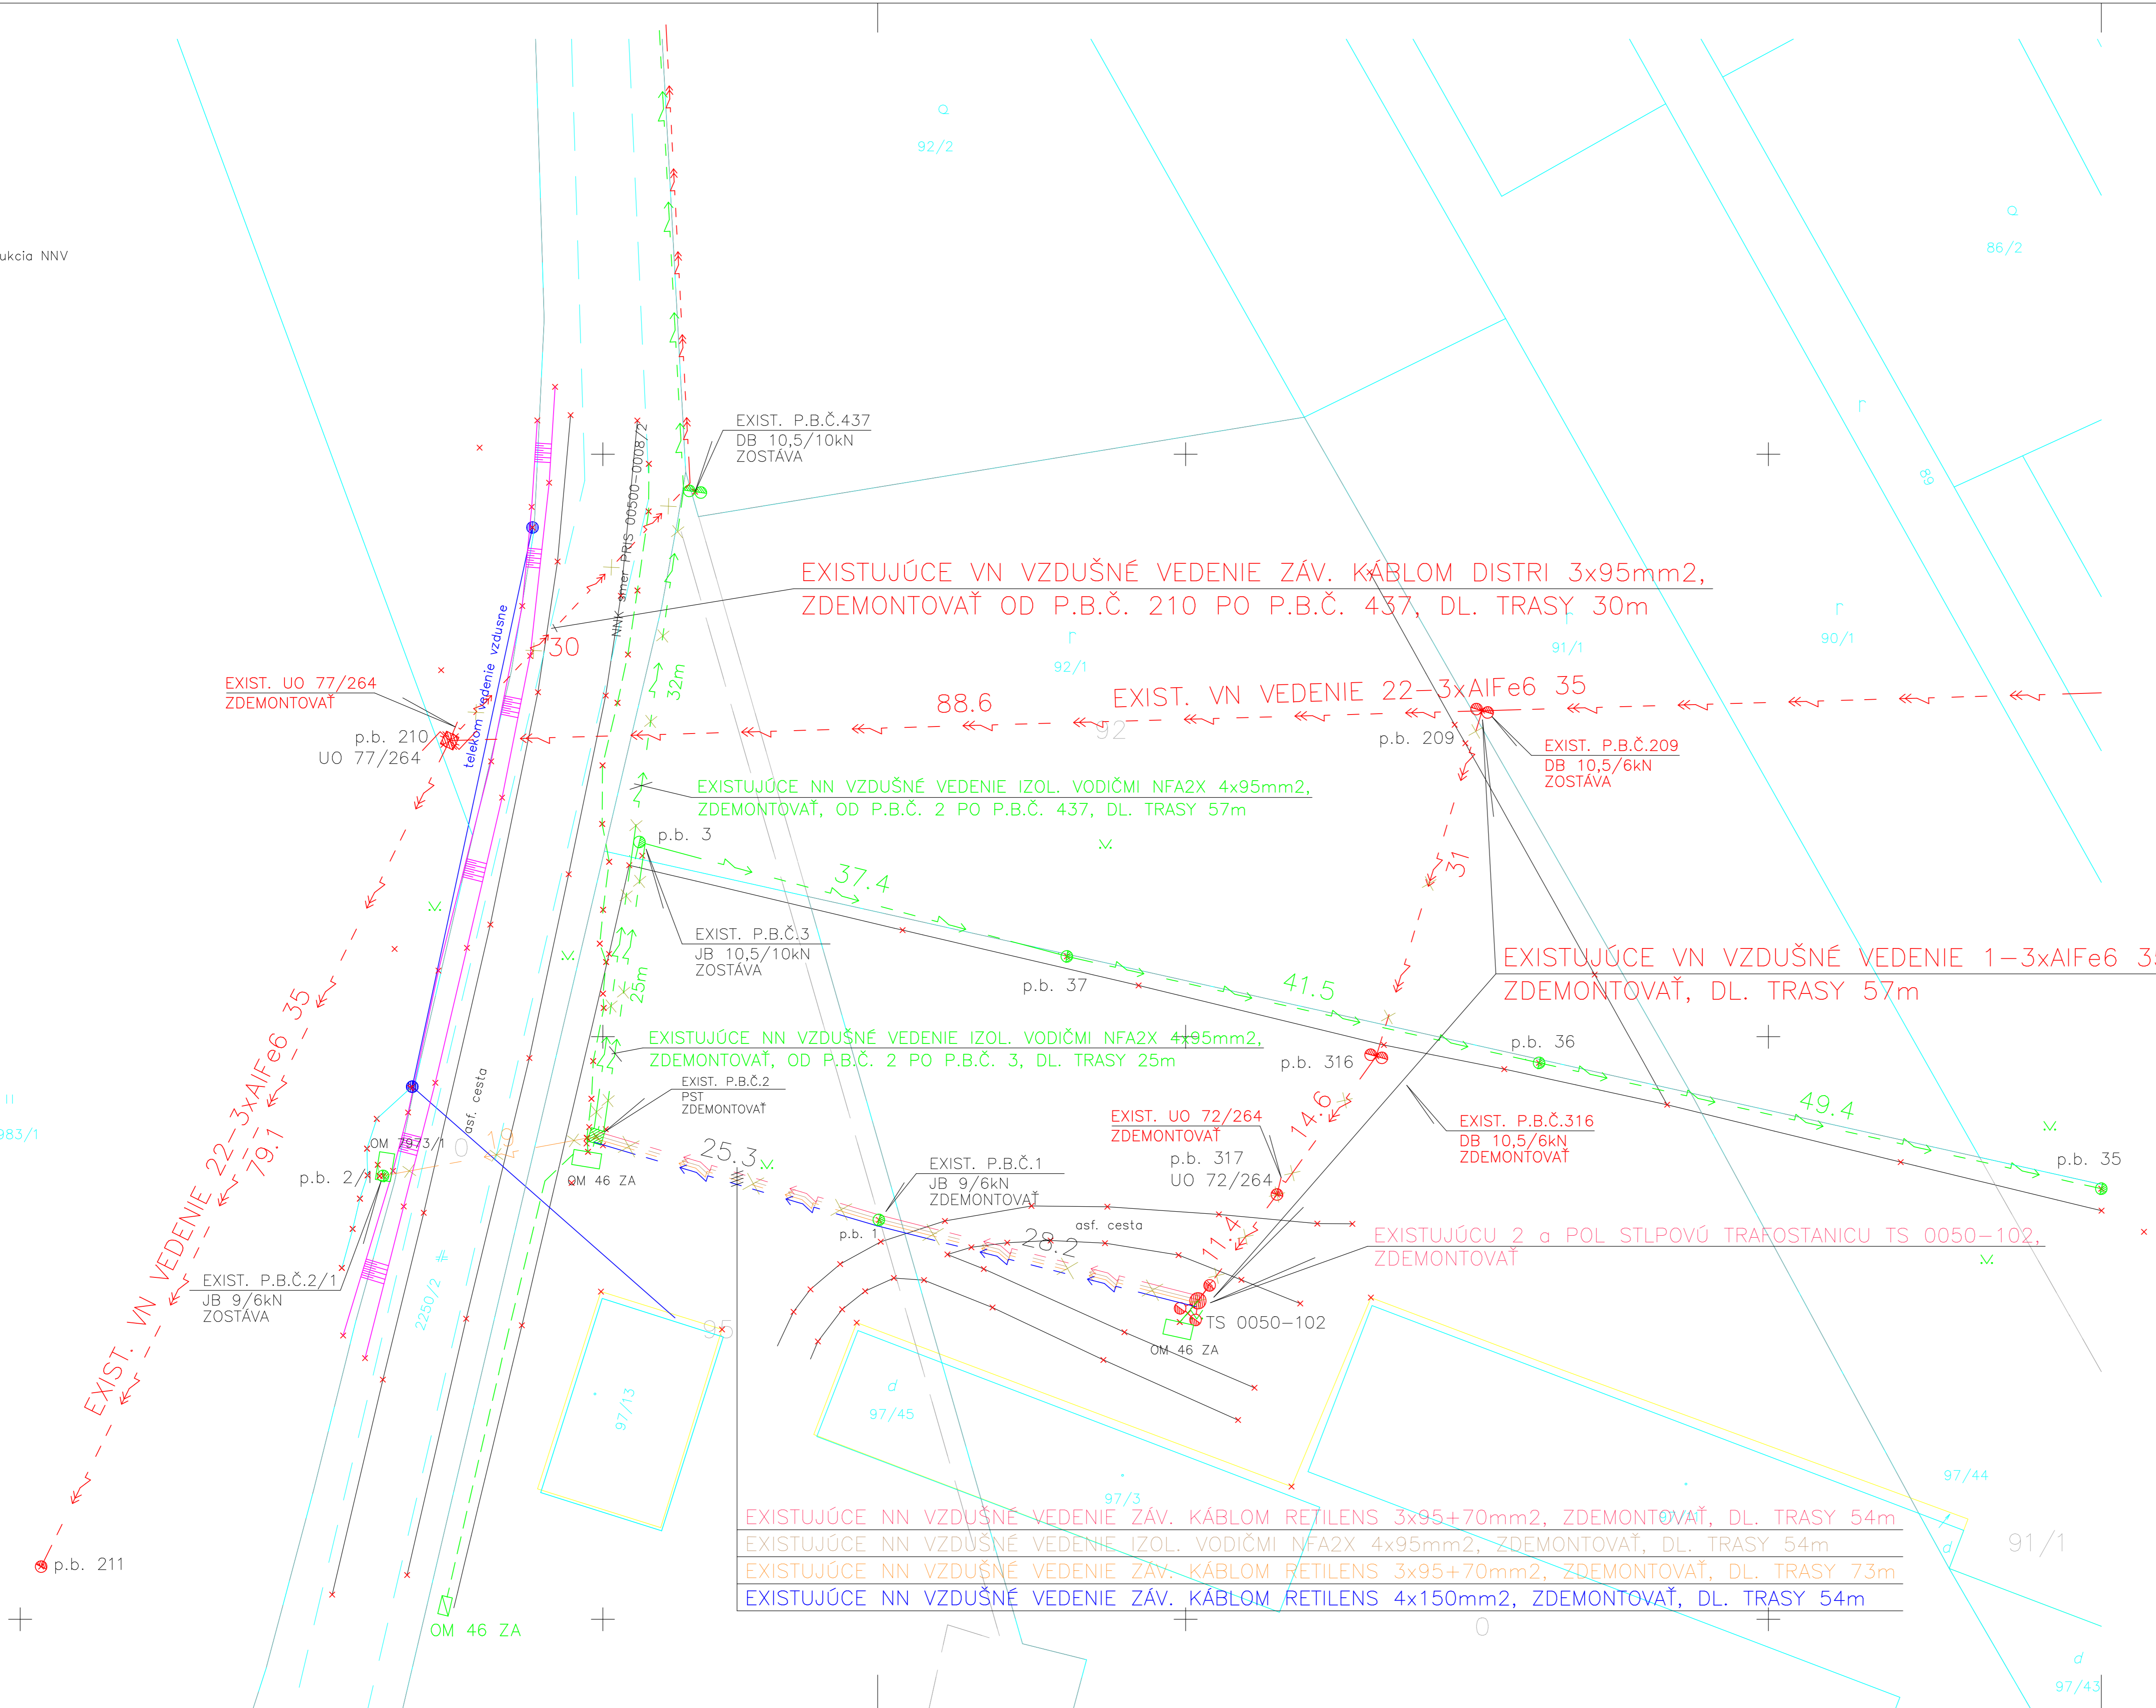 Q
92/2
Q
86/2
ukcia NNV
EXIST. P.B.Č.437
DB 10,5/10kN
ZOSTÁVA
NNK smer PRIS 00500-0008/2
r
89
EXISTUJÚCE VN VZDUŠNÉ VEDENIE ZÁV. KÁBLOM DISTRI 3x95mm2,
ZDEMONTOVAŤ OD P.B.Č. 210 PO P.B.Č. 437, DL. TRASY 30m
30
r
92/1
r
91/1
r
90/1
telekom vedenie vzdusne
32m
EXIST. UO 77/264
ZDEMONTOVAŤ
p.b. 210
UO 77/264
88.6
EXIST. VN VEDENIE 22-3xAlFe6 35
92
p.b. 209
EXIST. P.B.Č.209
DB 10,5/6kN
ZOSTÁVA
EXISTUJÚCE NN VZDUŠNÉ VEDENIE IZOL. VODIČMI NFA2X 4x95mm2,
ZDEMONTOVAŤ, OD P.B.Č. 2 PO P.B.Č. 437, DL. TRASY 57m
p.b. 3
37.4
31
EXIST. P.B.Č.3
JB 10,5/10kN
ZOSTÁVA
25m
p.b. 37
41.5
EXISTUJÚCE VN VZDUŠNÉ VEDENIE 1-3xAlFe6 35
ZDEMONTOVAŤ, DL. TRASY 57m
EXISTUJÚCE NN VZDUŠNÉ VEDENIE IZOL. VODIČMI NFA2X 4x95mm2,
ZDEMONTOVAŤ, OD P.B.Č. 2 PO P.B.Č. 3, DL. TRASY 25m
p.b. 316
p.b. 36
EXIST. P.B.Č.2
PST
ZDEMONTOVAŤ
asf. cesta
EXIST. VN VEDENIE 22-3xAlFe6 35
79.1
983/1
OM 7973/1
0
19
25.3
p.b. 2/1
OM 46 ZA
EXIST. UO 72/264
ZDEMONTOVAŤ
p.b. 317
UO 72/264
14.6
EXIST. P.B.Č.316
DB 10,5/6kN
ZDEMONTOVAŤ
49.4
p.b. 35
EXIST. P.B.Č.1
JB 9/6kN
ZDEMONTOVAŤ
p.b. 1
asf. cesta
28.2
11.4
EXISTUJÚCU 2 a POL STLPOVÚ TRAFOSTANICU TS 0050-102,
ZDEMONTOVAŤ
EXIST. P.B.Č.2/1
JB 9/6kN
ZOSTÁVA
2250/2
95
TS 0050-102
OM 46 ZA
97/13
d
97/45
97/3
97/44
d
91/1
EXISTUJÚCE NN VZDUŠNÉ VEDENIE ZÁV. KÁBLOM RETILENS 3x95+70mm2, ZDEMONTOVAŤ, DL. TRASY 54m
EXISTUJÚCE NN VZDUŠNÉ VEDENIE IZOL. VODIČMI NFA2X 4x95mm2, ZDEMONTOVAŤ, DL. TRASY 54m
EXISTUJÚCE NN VZDUŠNÉ VEDENIE ZÁV. KÁBLOM RETILENS 3x95+70mm2, ZDEMONTOVAŤ, DL. TRASY 73m
EXISTUJÚCE NN VZDUŠNÉ VEDENIE ZÁV. KÁBLOM RETILENS 4x150mm2, ZDEMONTOVAŤ, DL. TRASY 54m
p.b. 211
OM 46 ZA
0
d
97/43